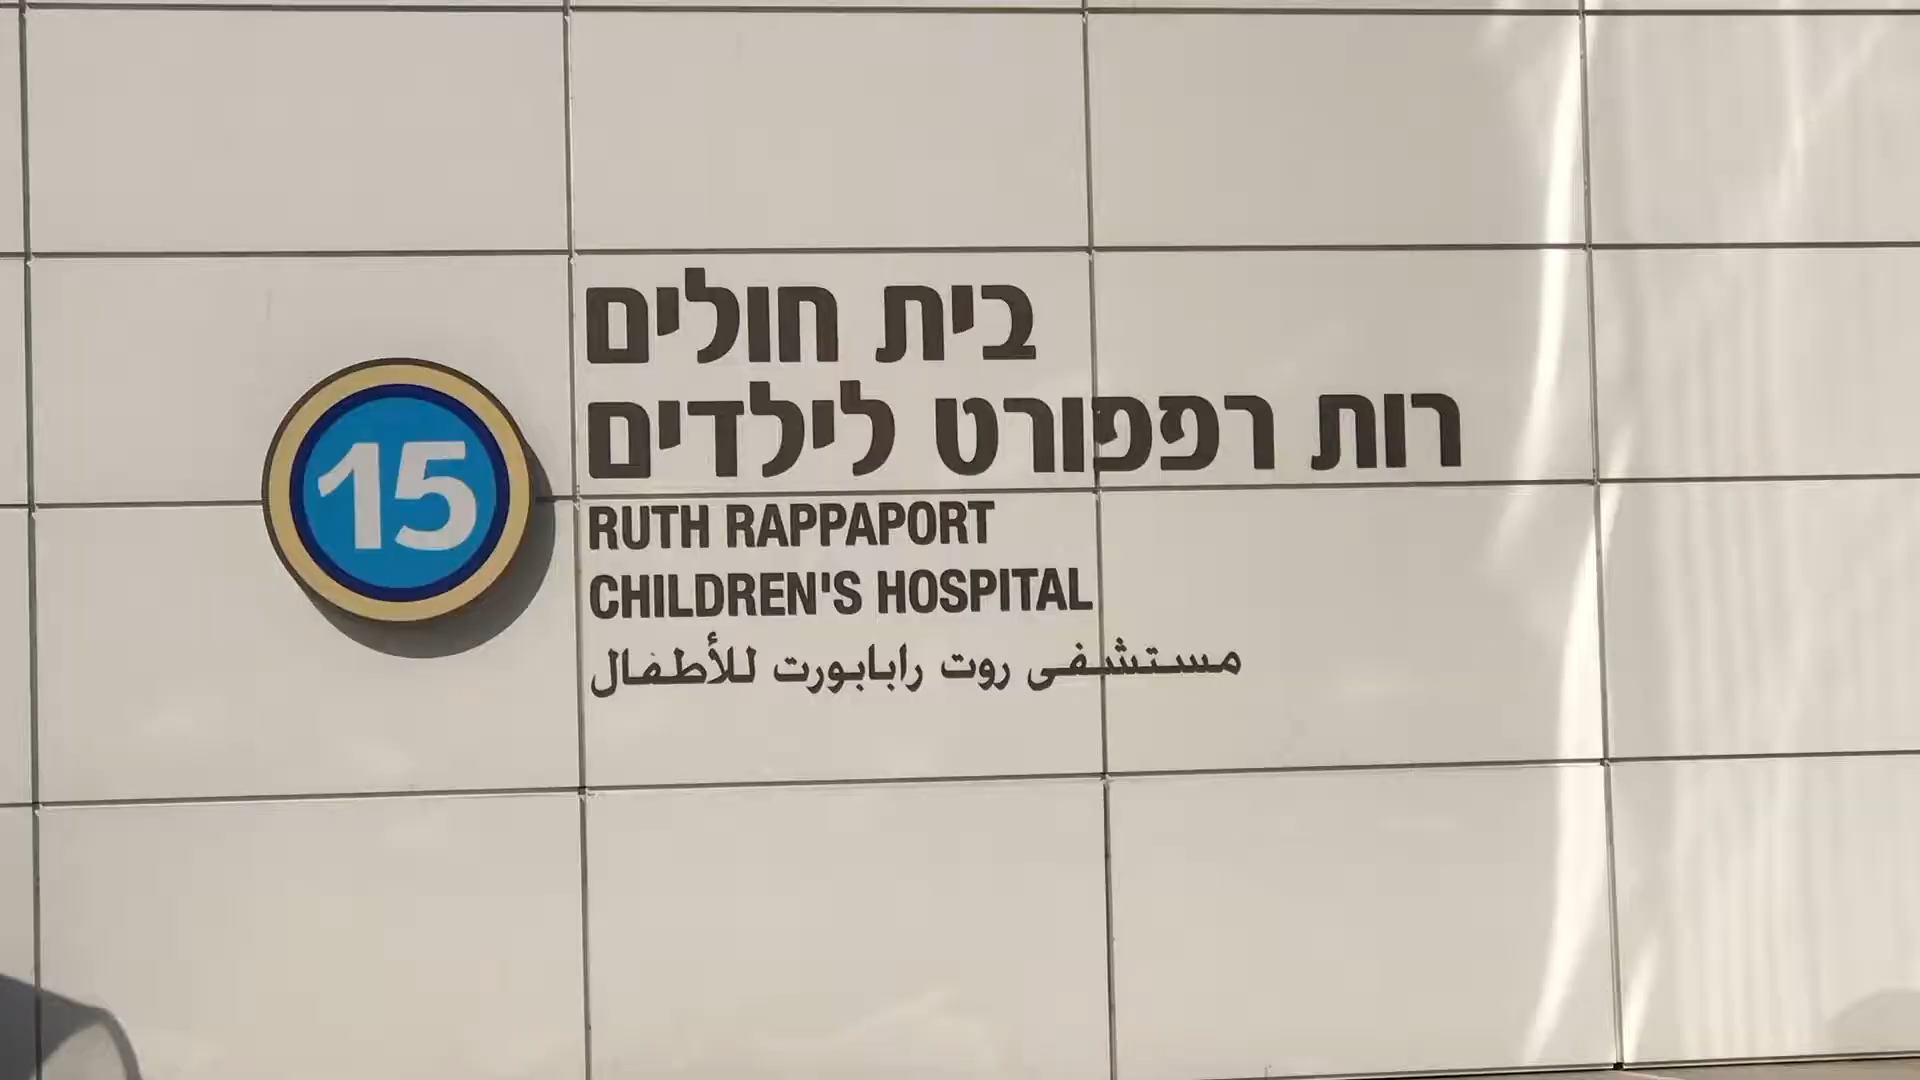 15
בית חולים
רות רפפורט לילדים
RUTH RAPPAPORT
CHILDREN'S HOSPITAL
مستشفى روت رابابورت للأطفال